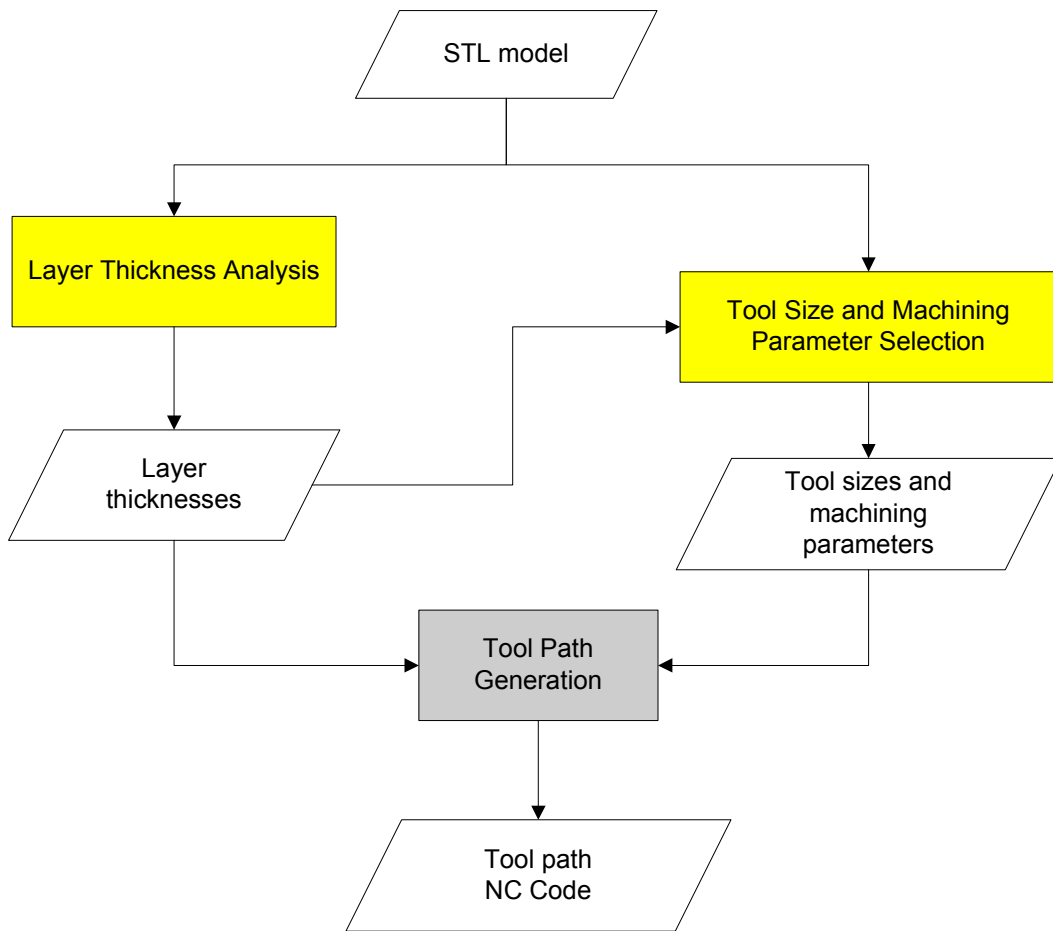 STL model
Layer Thickness Analysis
Tool Size and Machining
Parameter Selection
Layer
thicknesses
Tool sizes and
machining
parameters
Tool Path
Generation
Tool path
NC Code